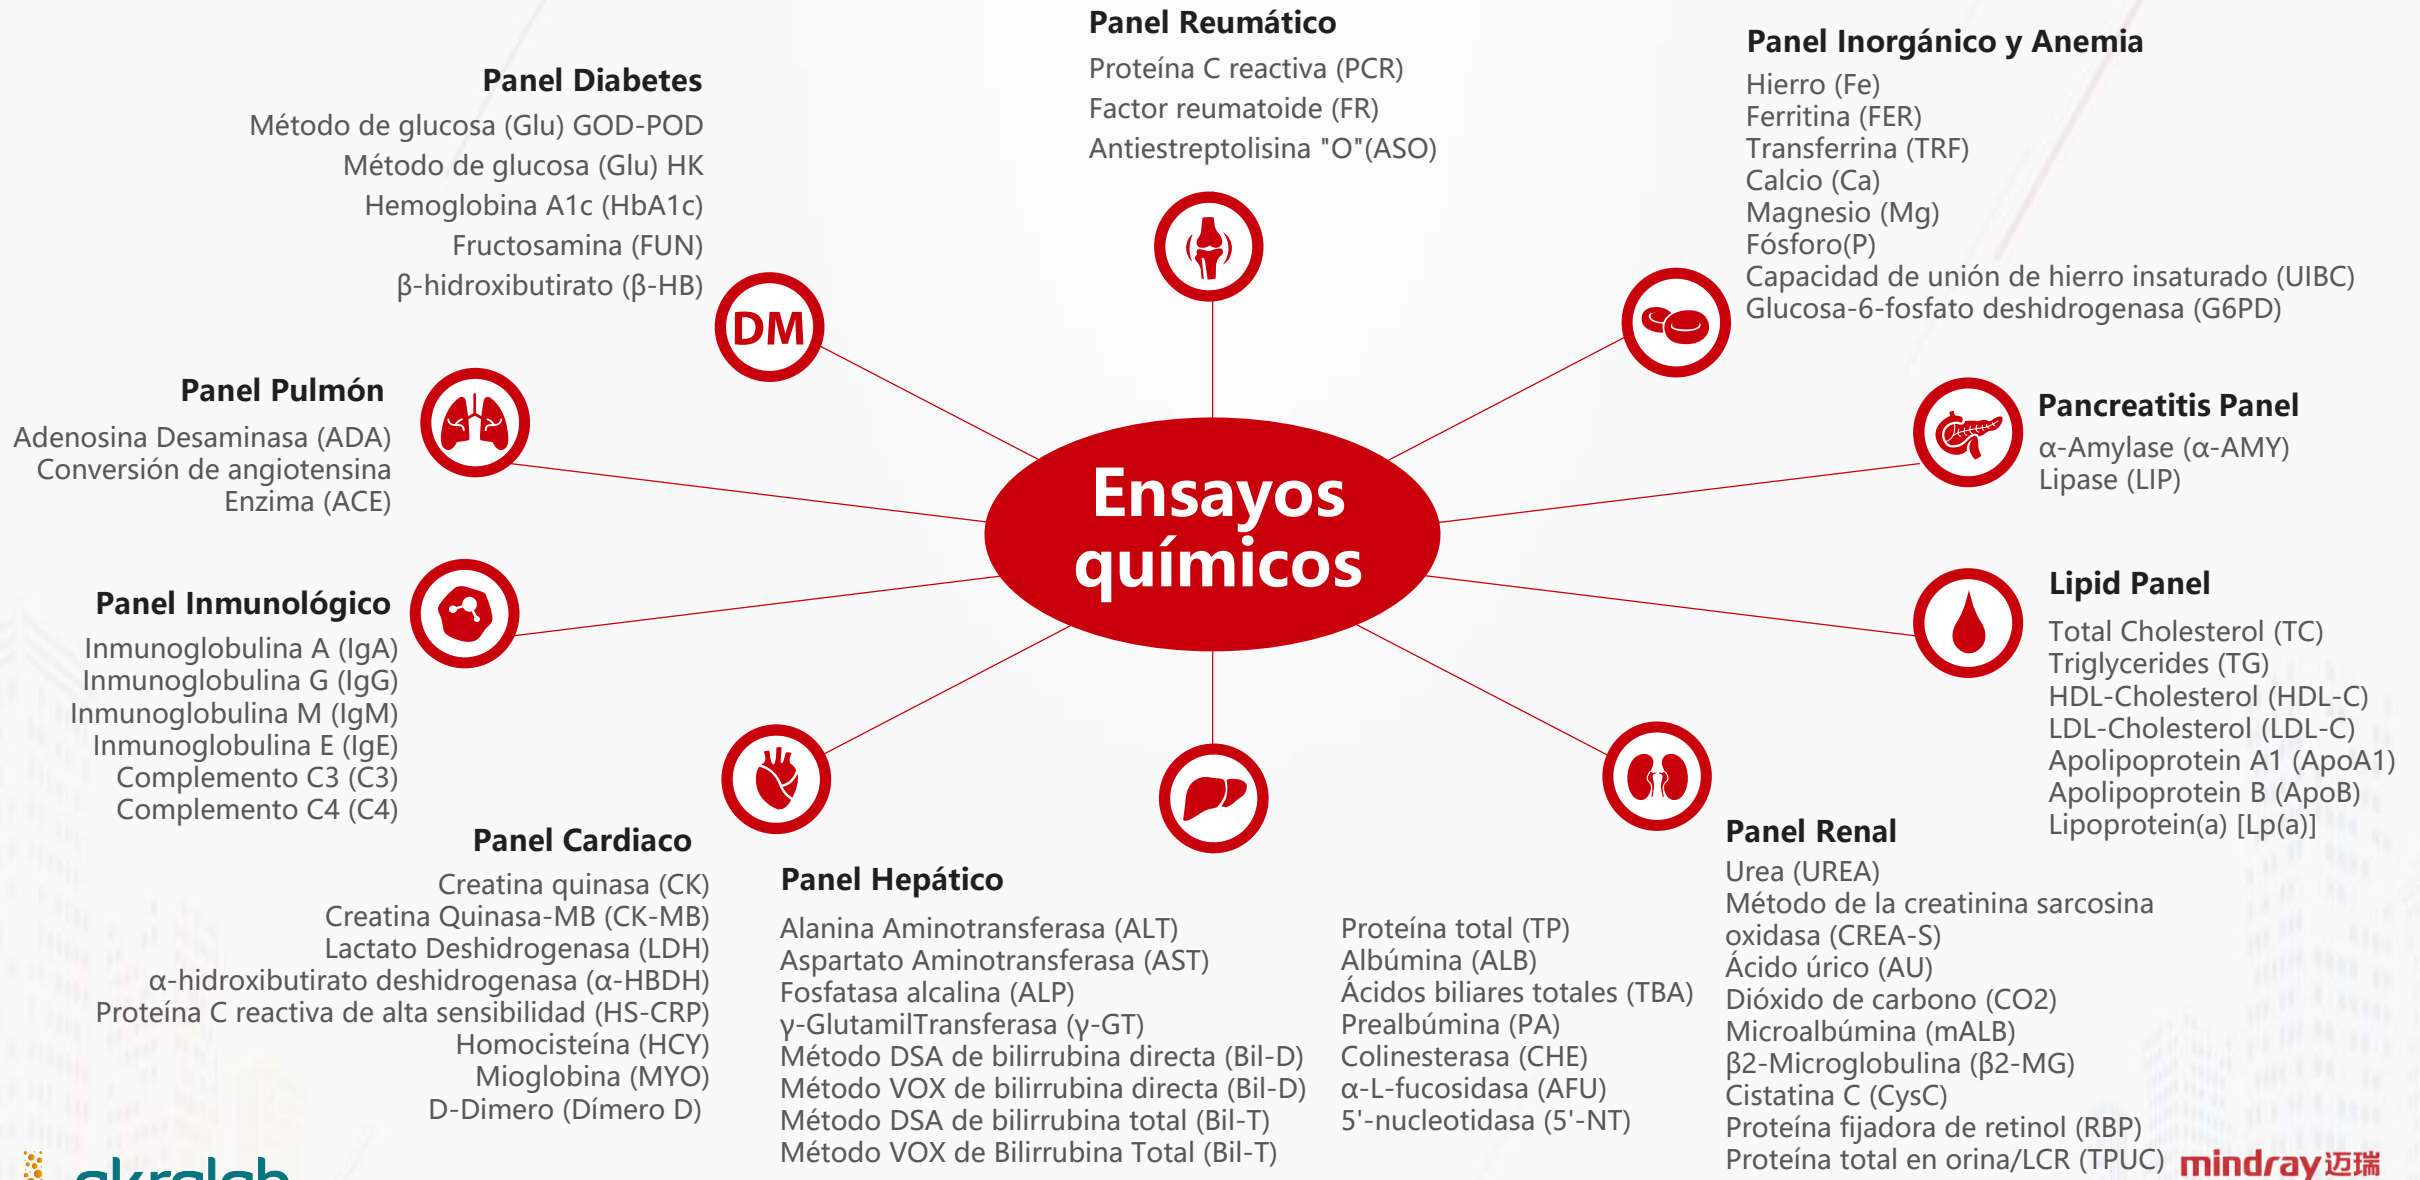 Panel Reumático
Proteína C reactiva (PCR)
Factor reumatoide (FR)
Antiestreptolisina "O"(ASO)
Panel Inorgánico y Anemia
Hierro (Fe)
Ferritina (FER)
Transferrina (TRF)
Calcio (Ca)
Magnesio (Mg)
Fósforo(P)
Capacidad de unión de hierro insaturado (UIBC)
Glucosa-6-fosfato deshidrogenasa (G6PD)
Panel Diabetes
Método de glucosa (Glu) GOD-POD
Método de glucosa (Glu) HK
Hemoglobina A1c (HbA1c)
Fructosamina (FUN)
β-hidroxibutirato (β-HB)
DM
Panel Pulmón
Adenosina Desaminasa (ADA)
Conversión de angiotensina
Enzima (ACE)
Pancreatitis Panel
α-Amylase (α-AMY)
Lipase (LIP)
Ensayos
químicos
Panel Inmunológico
Inmunoglobulina A (IgA)
Inmunoglobulina G (IgG)
Inmunoglobulina M (IgM)
Inmunoglobulina E (IgE)
Complemento C3 (C3)
Complemento C4 (C4)
Lipid Panel
Total Cholesterol (TC)
Triglycerides (TG)
HDL-Cholesterol (HDL-C)
LDL-Cholesterol (LDL-C)
Apolipoprotein A1 (ApoA1)
Apolipoprotein B (ApoB)
Lipoprotein(a) [Lp(a)]
Panel Cardiaco
Creatina quinasa (CK)
Creatina Quinasa-MB (CK-MB)
Lactato Deshidrogenasa (LDH)
α-hidroxibutirato deshidrogenasa (α-HBDH)
Proteína C reactiva de alta sensibilidad (HS-CRP)
Homocisteína (HCY)
Mioglobina (MYO)
D-Dimero (Dímero D)
Panel Hepático
Alanina Aminotransferasa (ALT)
Aspartato Aminotransferasa (AST)
Fosfatasa alcalina (ALP)
γ-GlutamilTransferasa (γ-GT)
Método DSA de bilirrubina directa (Bil-D)
Método VOX de bilirrubina directa (Bil-D)
Método DSA de bilirrubina total (Bil-T)
Método VOX de Bilirrubina Total (Bil-T)
Proteína total (TP)
Albúmina (ALB)
Ácidos biliares totales (TBA)
Prealbúmina (PA)
Colinesterasa (CHE)
α-L-fucosidasa (AFU)
5'-nucleotidasa (5'-NT)
Panel Renal
Urea (UREA)
Método de la creatinina sarcosina
oxidasa (CREA-S)
Ácido úrico (AU)
Dióxido de carbono (CO2)
Microalbúmina (mALB)
β2-Microglobulina (β2-MG)
Cistatina C (CysC)
Proteína fijadora de retinol (RBP)
Proteína total en orina/LCR (TPUC)
akralab
mindray迈瑞